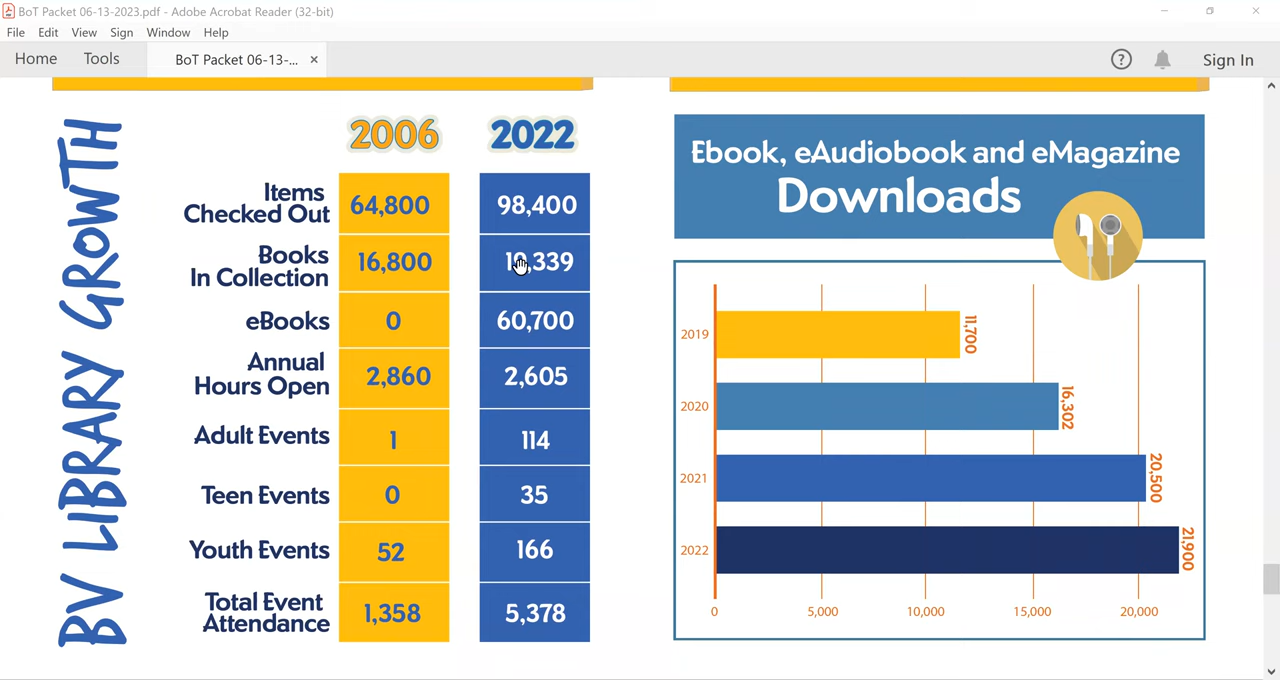 BoT Packet 06-13-2023.pdf - Adobe Acrobat Reader (32-bit)
File Edit View Sign Window Help
Home Tools BoT Packet 06-13-... × ? Sign In
BV LIBRARY GROWTH
2006 2022
Items
Checked Out 64,800 98,400
Books
In Collection 16,800
eBooks 0 60,700
Annual
Hours Open 2,860 2,605
Adult Events 1 114
Teen Events 0 35
Youth Events 52 166
Total Event
Attendance 1,358 5,378
Ebook, eAudiobook and eMagazine
Downloads
2019 11,700
2020 16,302
2021 20,500
2022 21,900
0 5,000 10,000 15,000 20,000